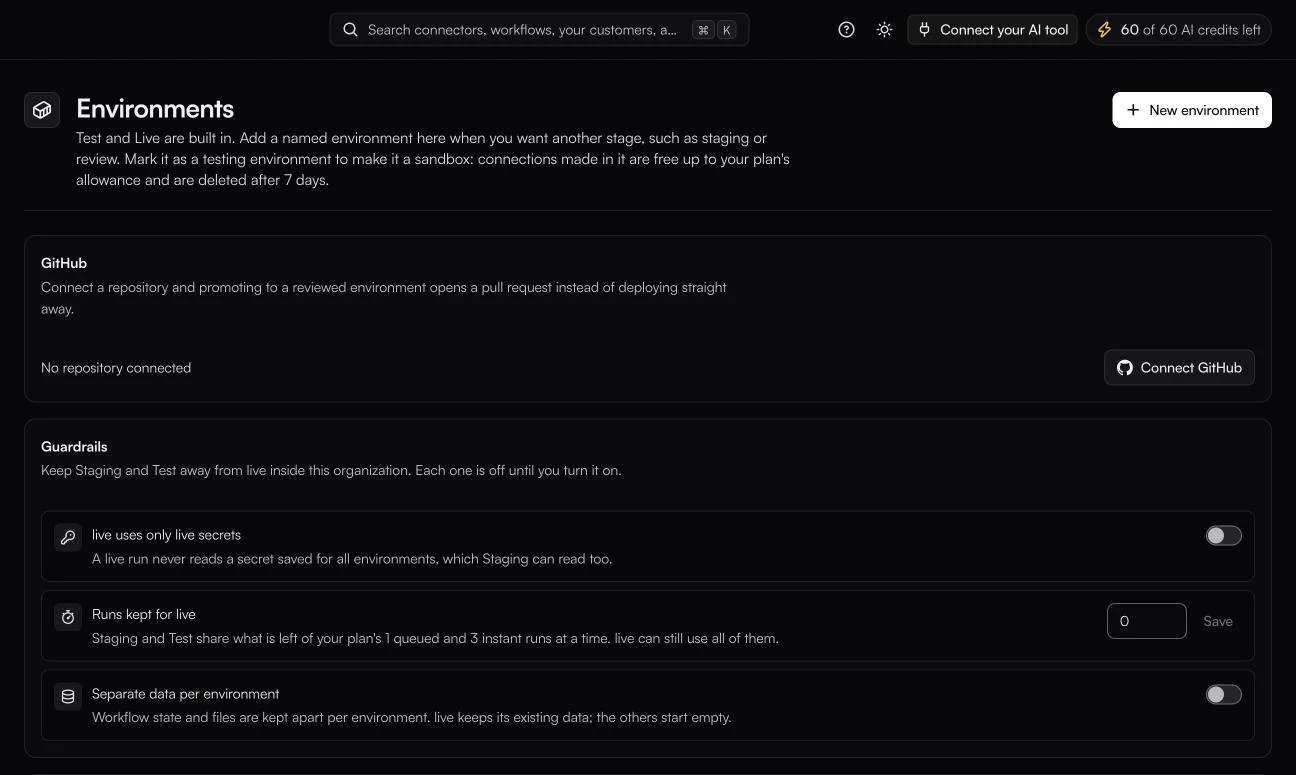 Search connectors, workflows, your customers, a...
⌘ K
Connect your AI tool
60 of 60 AI credits left
Environments
New environment
Test and Live are built in. Add a named environment here when you want another stage, such as staging or
review. Mark it as a testing environment to make it a sandbox: connections made in it are free up to your plan's
allowance and are deleted after 7 days.
GitHub
Connect a repository and promoting to a reviewed environment opens a pull request instead of deploying straight
away.
No repository connected
Connect GitHub
Guardrails
Keep Staging and Test away from live inside this organization. Each one is off until you turn it on.
live uses only live secrets
A live run never reads a secret saved for all environments, which Staging can read too.
Runs kept for live
Staging and Test share what is left of your plan's 1 queued and 3 instant runs at a time. live can still use all of them.
0
Save
Separate data per environment
Workflow state and files are kept apart per environment. live keeps its existing data; the others start empty.